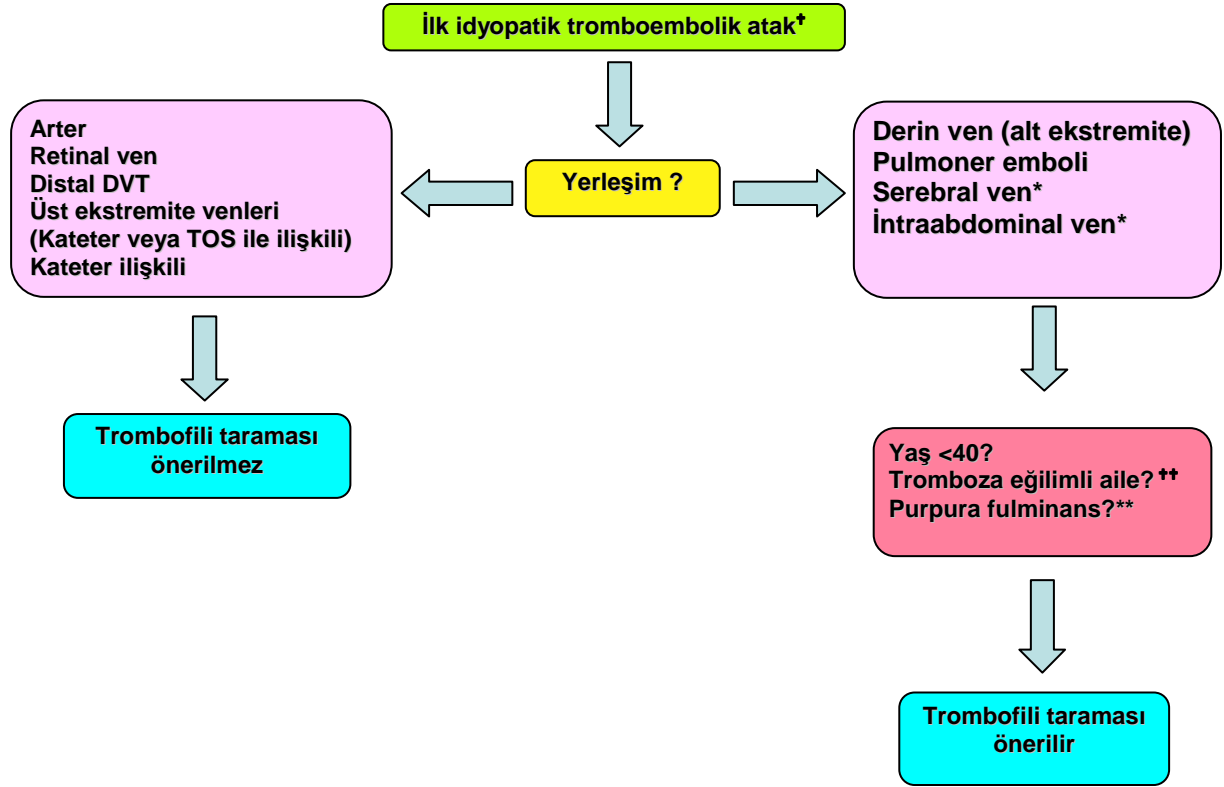 İlk idyopatik tromboembolik atak✝
Arter
Retinal ven
Distal DVT
Üst ekstremite venleri
(Kateter veya TOS ile ilişkili)
Kateter ilişkili
Yerleşim ?
Derin ven (alt ekstremite)
Pulmoner emboli
Serebral ven*
İntraabdominal ven*
Trombofili taraması
önerilmez
Yaş <40?
Tromboza eğilimli aile?✝✝
Purpura fulminans?**
Trombofili taraması
önerilir